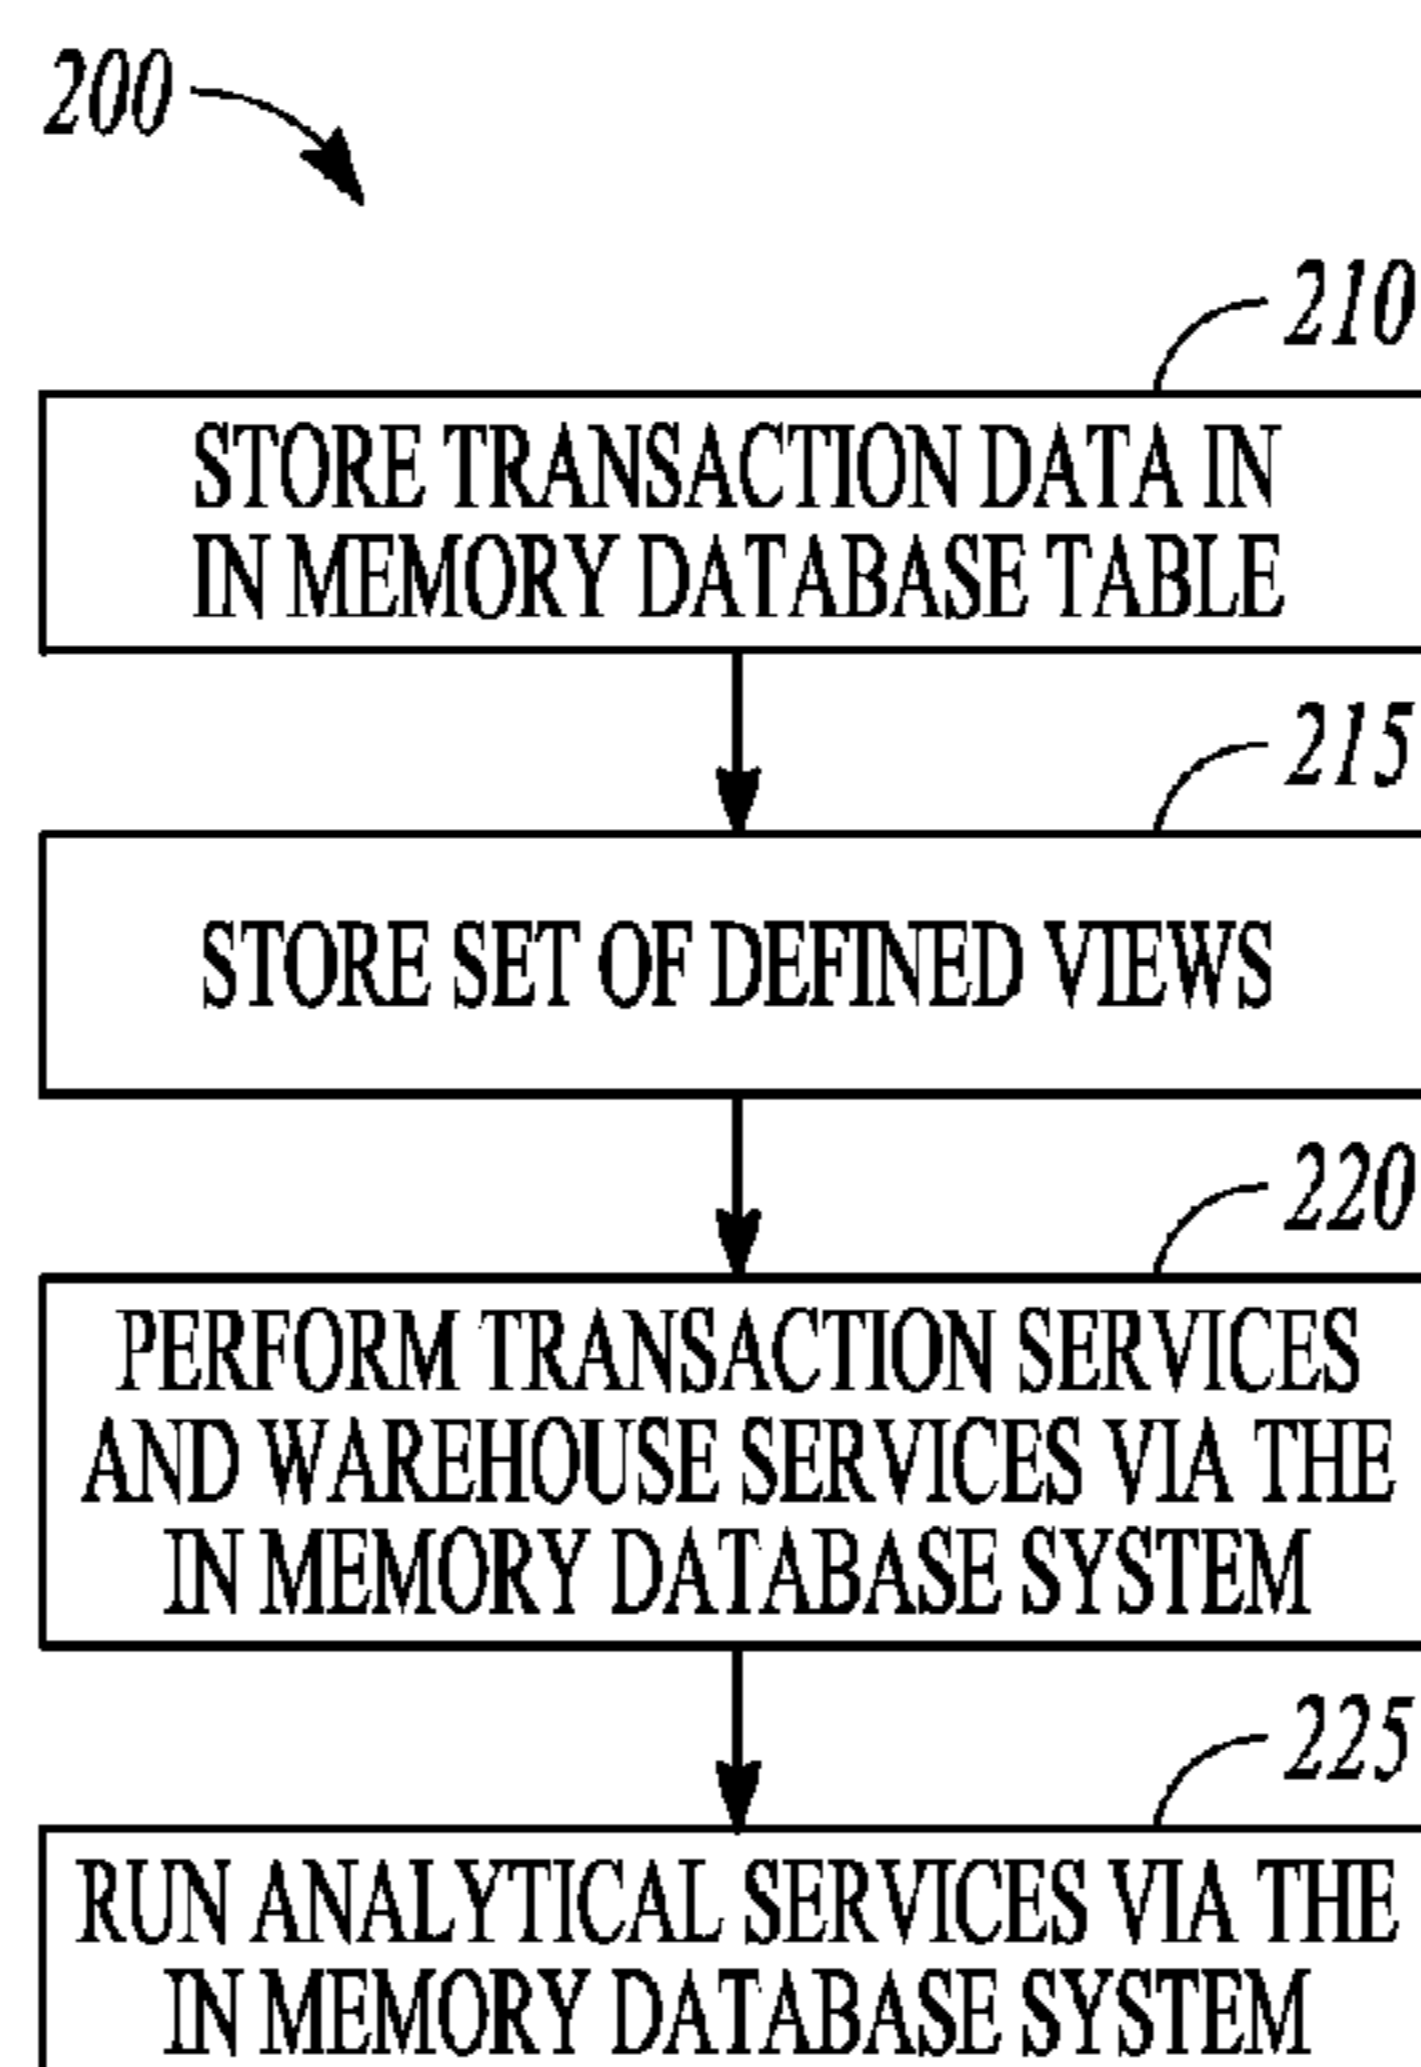 200
210
STORE TRANSACTION DATA IN
IN MEMORY DATABASE TABLE
215
STORE SET OF DEFINED VIEWS
220
PERFORM TRANSACTION SERVICES
AND WAREHOUSE SERVICES VIA THE
IN MEMORY DATABASE SYSTEM
225
RUN ANALYTICAL SERVICES VIA THE
IN MEMORY DATABASE SYSTEM